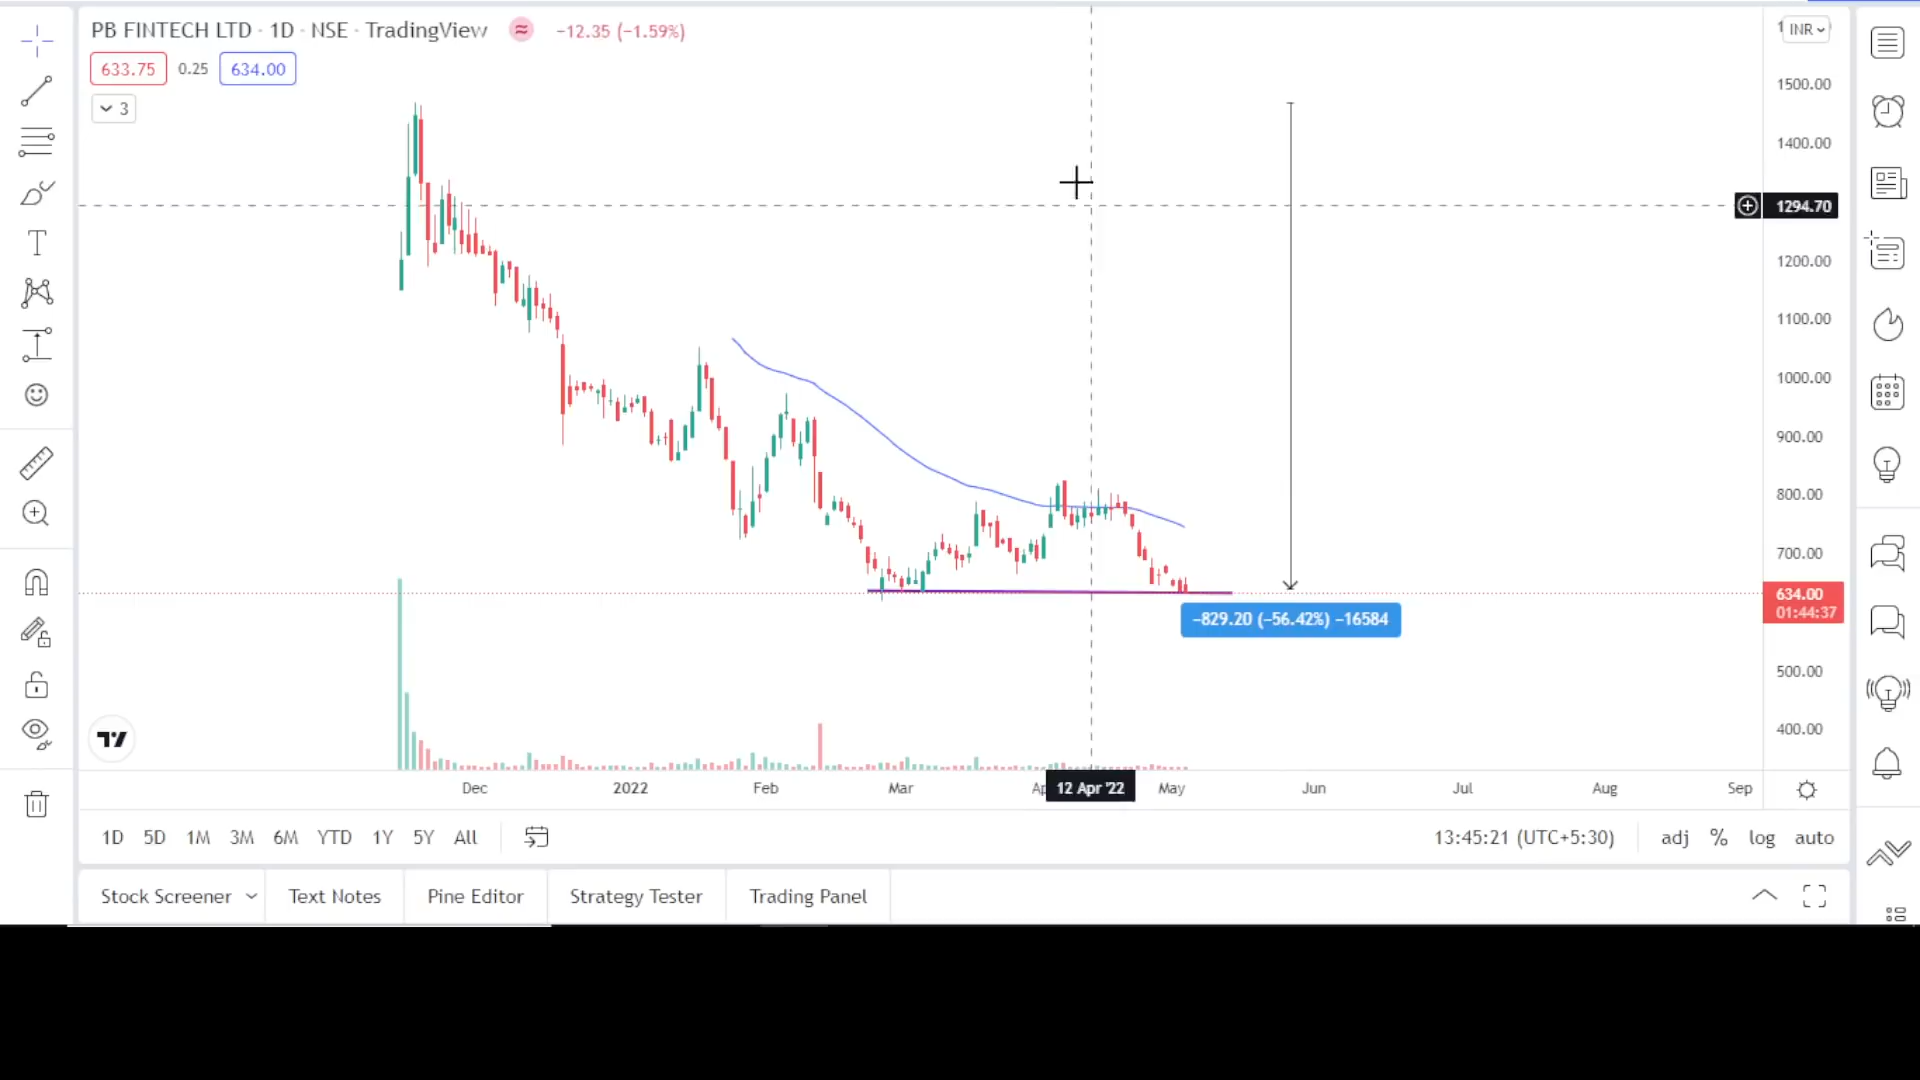 PB FINTECH LTD · 1D · NSE · TradingView ≈ −12.35 (−1.59%)
INR
633.75 0.25 634.00
3
1500.00
1400.00
1294.70
1200.00
1100.00
1000.00
900.00
800.00
700.00
634.00
01:44:37
−829.20 (−56.42%) −16584
500.00
400.00
Dec 2022 Feb Mar Ap 12 Apr '22 May Jun Jul Aug Sep
1D 5D 1M 3M 6M YTD 1Y 5Y All 13:45:21 (UTC+5:30) adj % log auto
Stock Screener Text Notes Pine Editor Strategy Tester Trading Panel